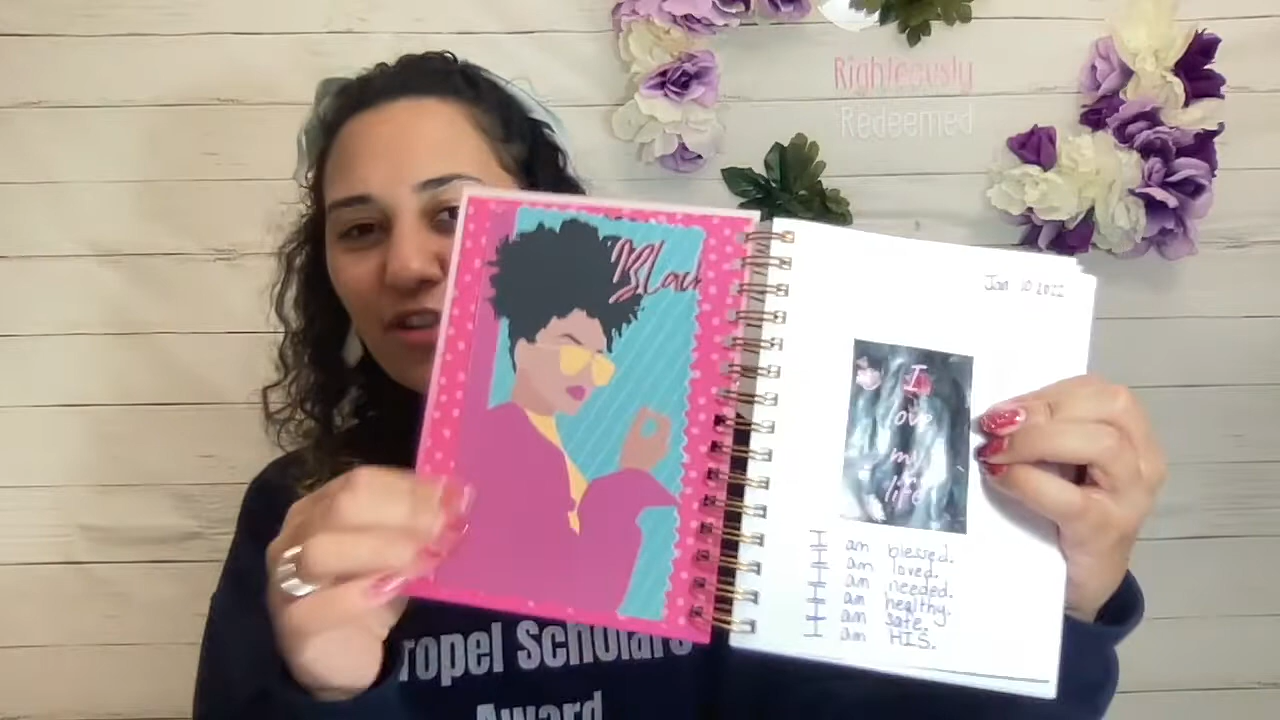 Righteously
Redeemed
Black
Jan 10 2022
I
love
my
life
I am blessed.
I am loved.
I am needed.
I am healthy.
I am safe.
I am HIS.
ropel Scholars
Award